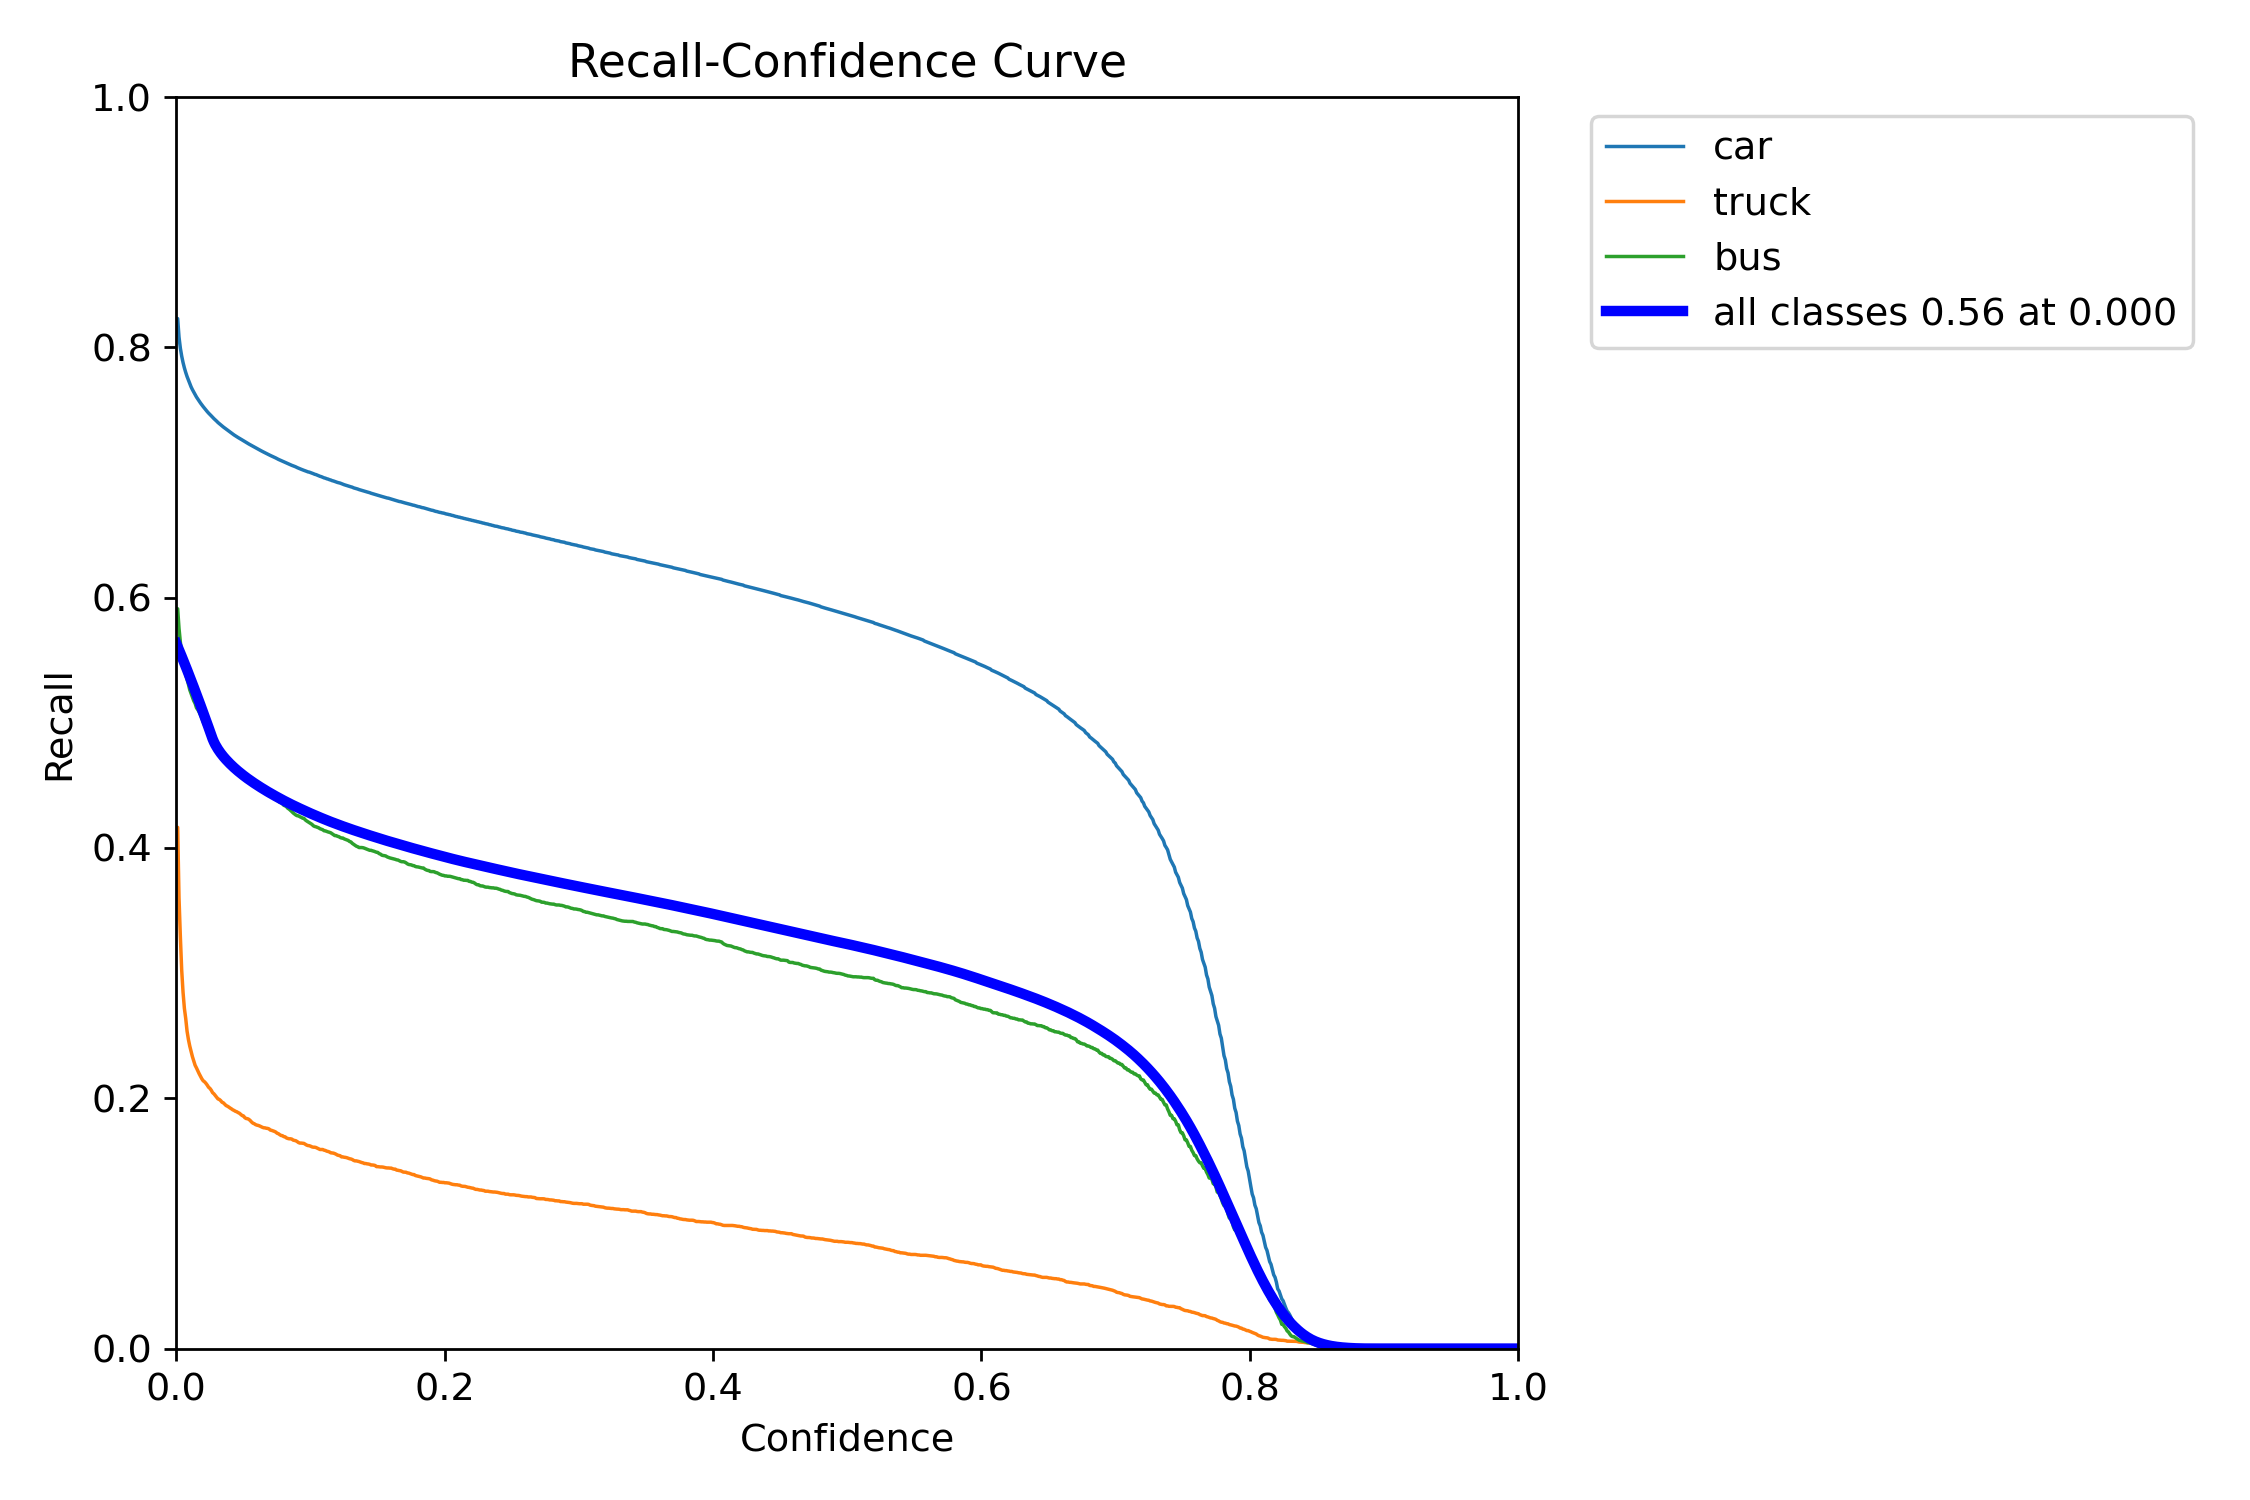 Recall-Confidence Curve
1.0
0.8
0.6
0.4
0.2
0.0
Recall
0.0 0.2 0.4 0.6 0.8 1.0
Confidence
car
truck
bus
all classes 0.56 at 0.000